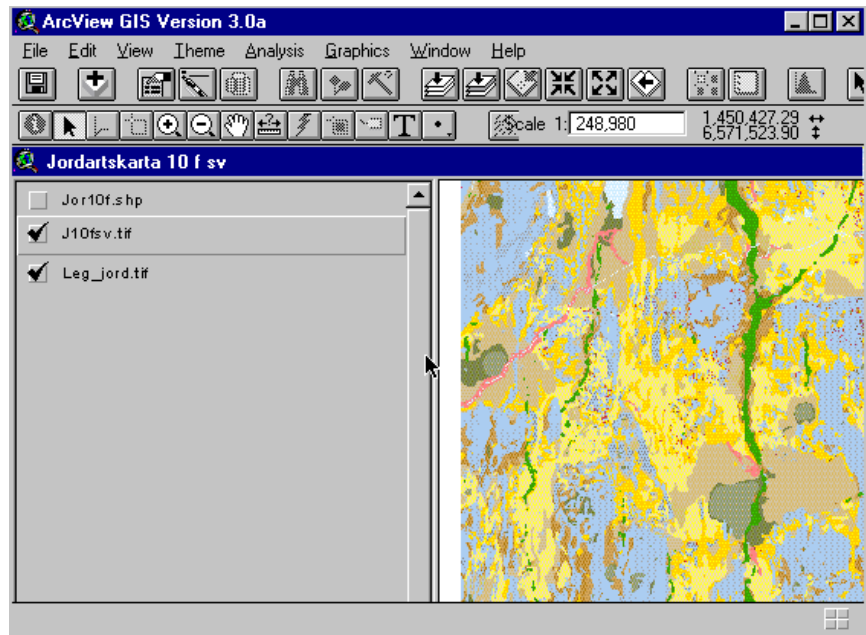 ArcView GIS Version 3.0a
File Edit View Theme Analysis Graphics Window Help
T Scale 1: 248,980 1,450,427.29
6,571,523.90
Jordartskarta 10 f sv
Jor10f.shp
J10fsv.tif
Leg_jord.tif